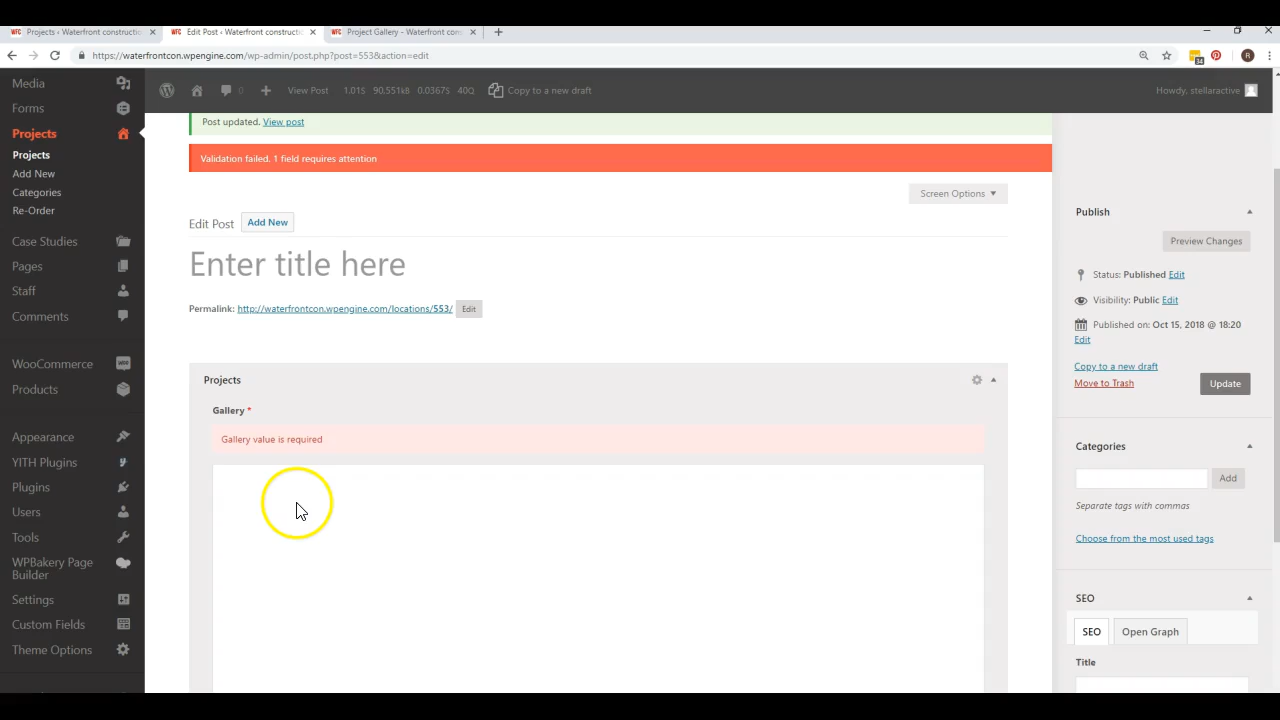 WFC Projects ‹ Waterfront constructi
WFC Edit Post ‹ Waterfront construc
WFC Project Gallery - Waterfront con
https://waterfrontcon.wpengine.com/wp-admin/post.php?post=553&action=edit
34
R
0
View Post
1.01S 90,551kB 0.0367S 40Q
Copy to a new draft
Howdy, stellaractive
Media
Forms
Projects
Projects
Add New
Categories
Re-Order
Case Studies
Pages
Staff
Comments
WooCommerce
Products
Appearance
YITH Plugins
Plugins
Users
Tools
WPBakery Page
Builder
Settings
Custom Fields
Theme Options
Post updated. View post
Validation failed. 1 field requires attention
Screen Options
Edit Post
Add New
Enter title here
Permalink: http://waterfrontcon.wpengine.com/locations/553/ Edit
Projects
Gallery *
Gallery value is required
Publish
Preview Changes
Status: Published Edit
Visibility: Public Edit
Published on: Oct 15, 2018 @ 18:20
Edit
Copy to a new draft
Move to Trash
Update
Categories
Add
Separate tags with commas
Choose from the most used tags
SEO
SEO
Open Graph
Title